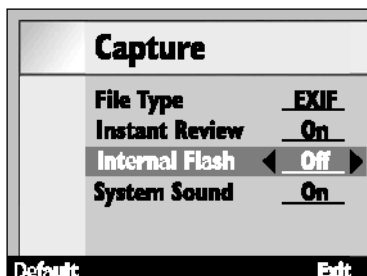 Capture
File Type EXIF
Instant Review On
Internal Flash Off
System Sound On
Default Exit